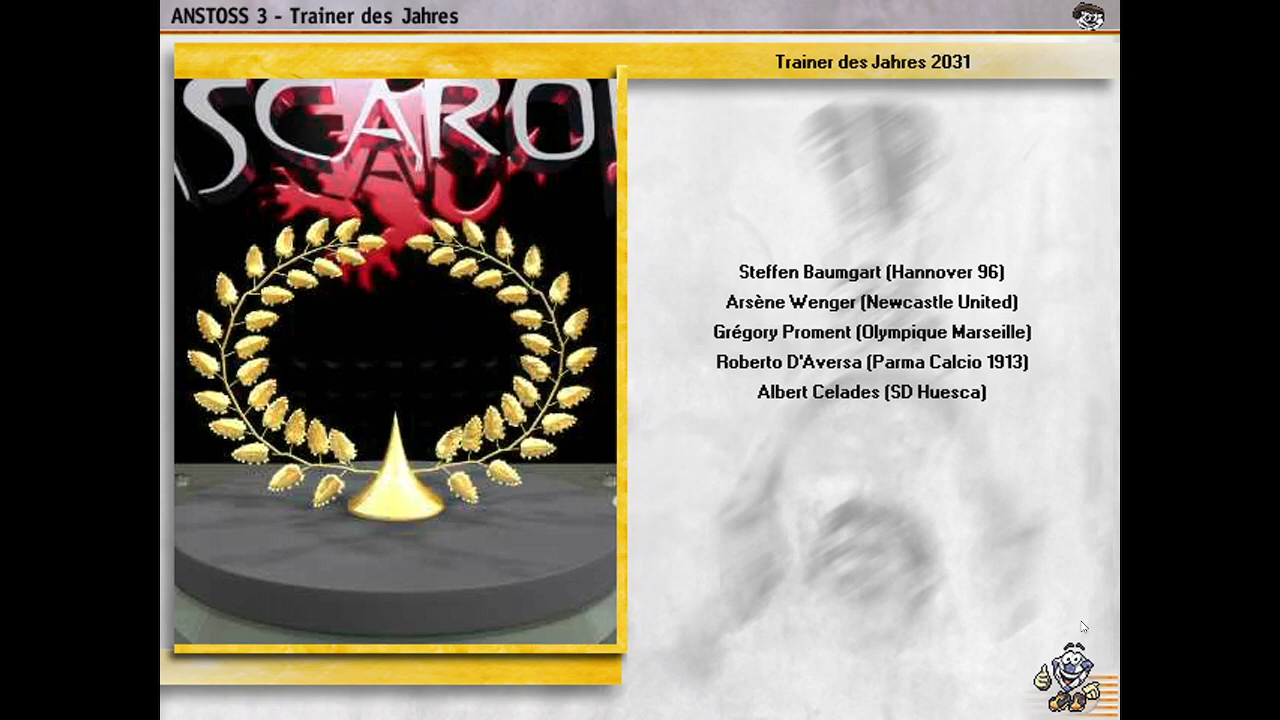 ANSTOSS 3 - Trainer des Jahres
Trainer des Jahres 2031
ASCARO
Steffen Baumgart (Hannover 96)
Arsène Wenger (Newcastle United)
Grégory Proment (Olympique Marseille)
Roberto D'Aversa (Parma Calcio 1913)
Albert Celades (SD Huesca)